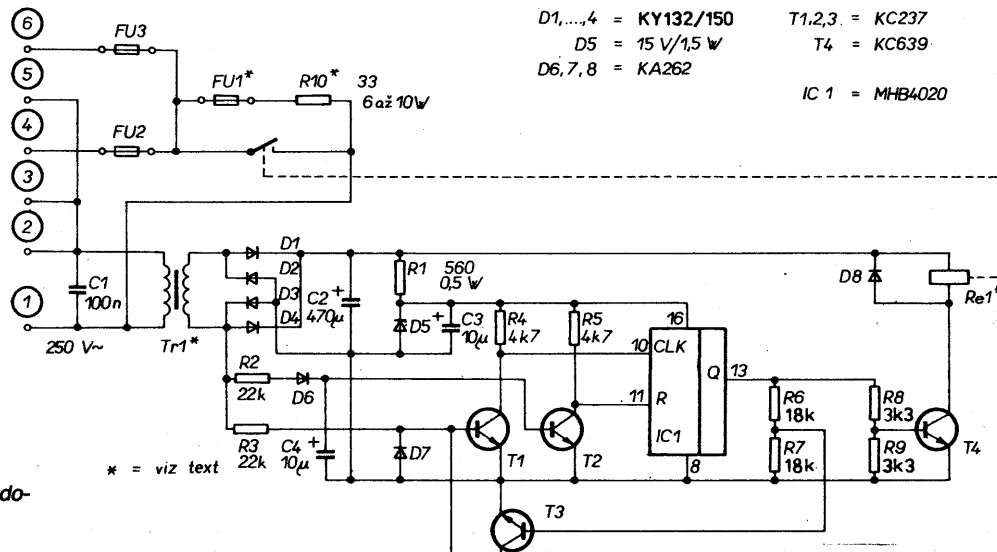 6
FU3
5
FU1* R10* 33
6 až 10W
4
FU2
3
2
C1
100n
1
250 V~
Tr1*
D1,...,4 = KY132/150
D5 = 15 V/1,5 W
D6,7,8 = KA262
T1,2,3 = KC237
T4 = KC639
IC 1 = MHB4020
D1
D2
D3
D4
C2 +
470µ
R1 560
0,5 W
D5 + C3
10µ
R4
4k7
R5
4k7
16
10 CLK
Q 13
11 R
IC1
8
D8
Re1*
R2
22k
D6
R3
22k
C4 +
10µ
D7
T1
T2
R6
18k
R7
18k
R8
3k3
R9
3k3
T4
T3
* = viz text
do-